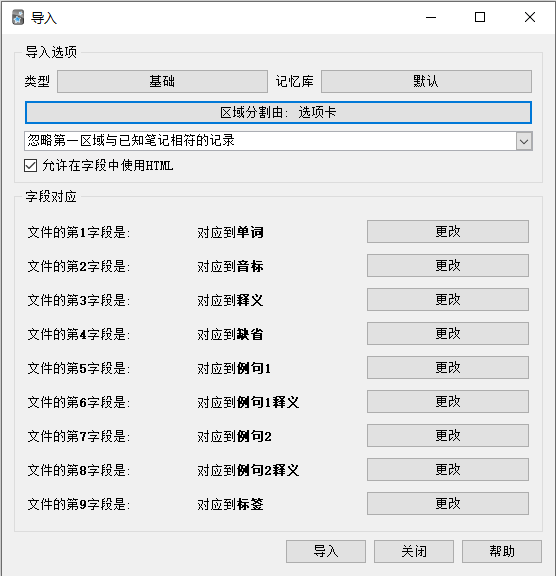 导入
导入选项
类型 基础 记忆库 默认
区域分割由: 选项卡
忽略第一区域与已知笔记相符的记录
允许在字段中使用HTML
字段对应
文件的第1字段是: 对应到单词 更改
文件的第2字段是: 对应到音标 更改
文件的第3字段是: 对应到释义 更改
文件的第4字段是: 对应到缺省 更改
文件的第5字段是: 对应到例句1 更改
文件的第6字段是: 对应到例句1释义 更改
文件的第7字段是: 对应到例句2 更改
文件的第8字段是: 对应到例句2释义 更改
文件的第9字段是: 对应到标签 更改
导入 关闭 帮助